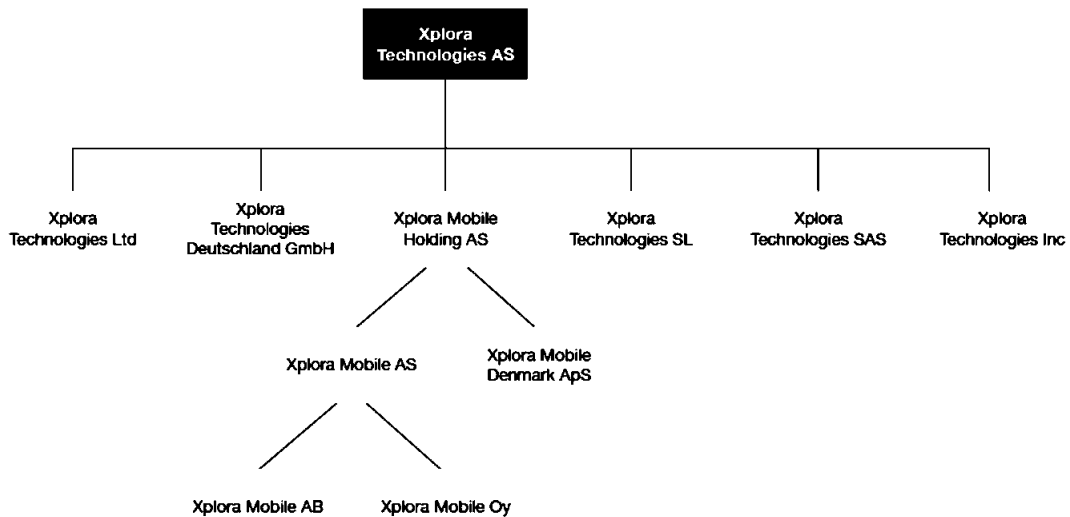 Xplora
Technologies AS
Xplora
Technologies Ltd
Xplora
Technologies
Deutschland GmbH
Xplora Mobile
Holding AS
Xplora
Technologies SL
Xplora
Technologies SAS
Xplora
Technologies Inc
Xplora Mobile AS
Xplora Mobile
Denmark ApS
Xplora Mobile AB
Xplora Mobile Oy